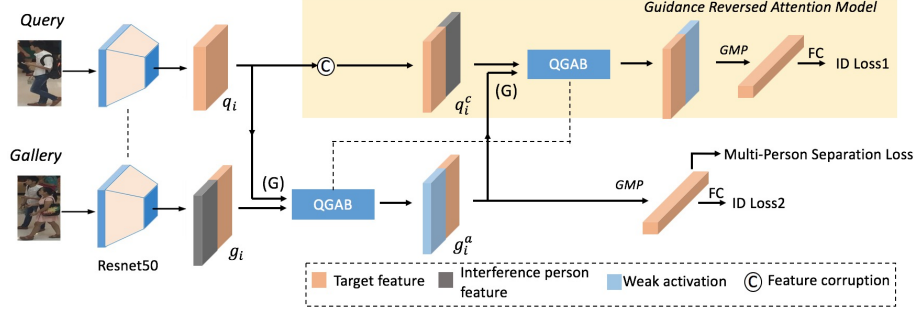 Guidance Reversed Attention Model
Query
GMP
FC
ID Loss1
C
QGAB
(G)
q_i
q_i^c
Gallery
Multi-Person Separation Loss
(G)
QGAB
GMP
FC
ID Loss2
g_i
g_i^a
Resnet50
Target feature
Interference person
feature
Weak activation
C Feature corruption